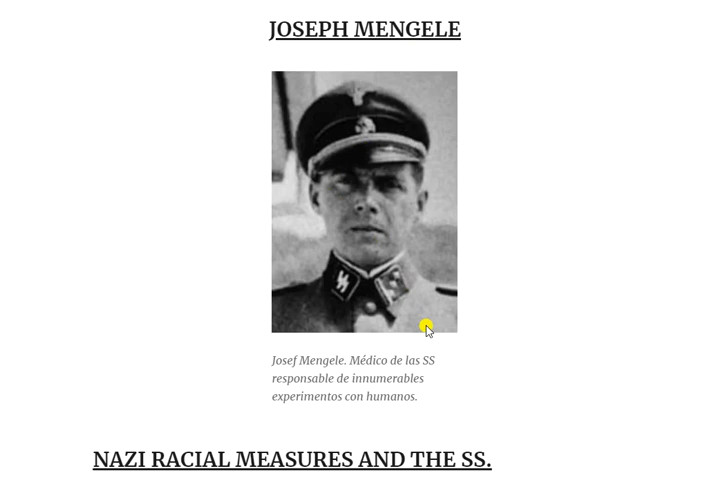 JOSEPH MENGELE
Josef Mengele. Médico de las SS
responsable de innumerables
experimentos con humanos.
NAZI RACIAL MEASURES AND THE SS.